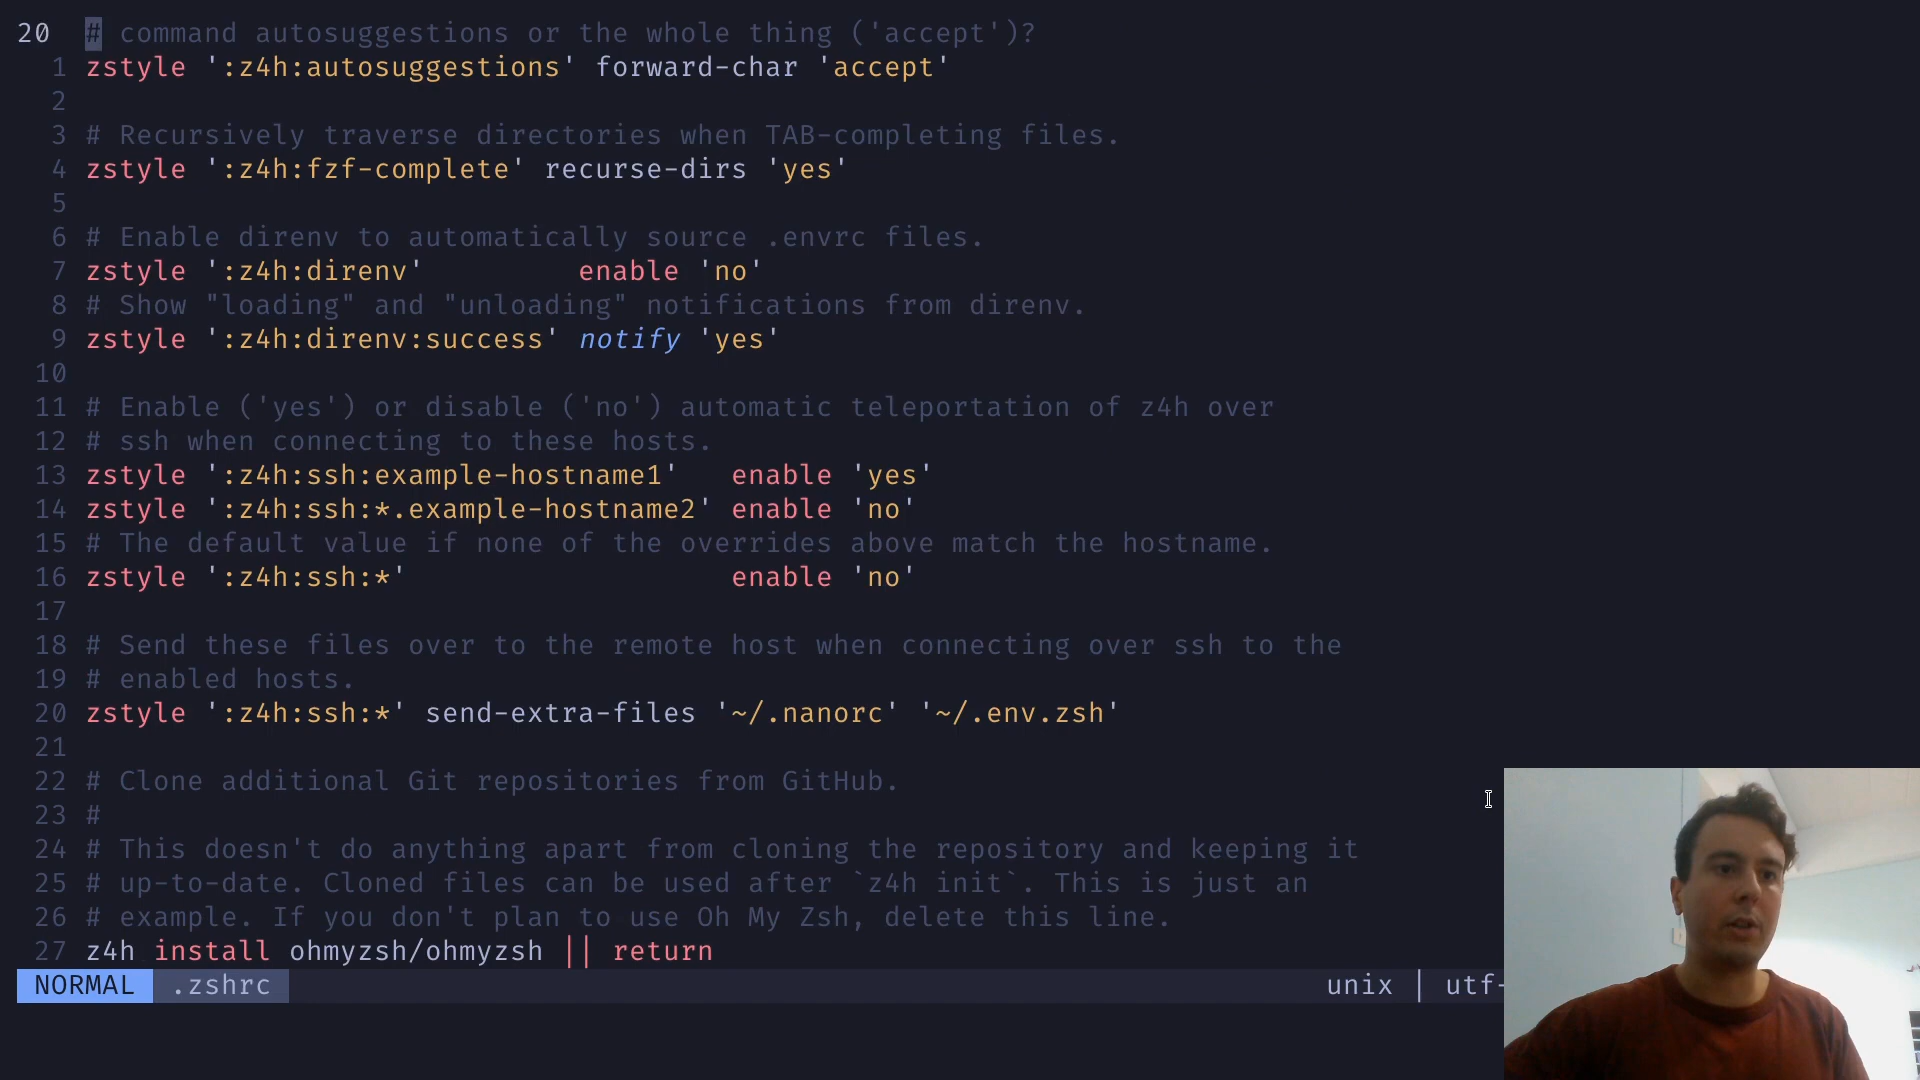 20 # command autosuggestions or the whole thing ('accept')?
1 zstyle ':z4h:autosuggestions' forward-char 'accept'
2
3 # Recursively traverse directories when TAB-completing files.
4 zstyle ':z4h:fzf-complete' recurse-dirs 'yes'
5
6 # Enable direnv to automatically source .envrc files.
7 zstyle ':z4h:direnv'         enable 'no'
8 # Show "loading" and "unloading" notifications from direnv.
9 zstyle ':z4h:direnv:success' notify 'yes'
10
11 # Enable ('yes') or disable ('no') automatic teleportation of z4h over
12 # ssh when connecting to these hosts.
13 zstyle ':z4h:ssh:example-hostname1'   enable 'yes'
14 zstyle ':z4h:ssh:*.example-hostname2' enable 'no'
15 # The default value if none of the overrides above match the hostname.
16 zstyle ':z4h:ssh:*'                   enable 'no'
17
18 # Send these files over to the remote host when connecting over ssh to the
19 # enabled hosts.
20 zstyle ':z4h:ssh:*' send-extra-files '~/.nanorc' '~/.env.zsh'
21
22 # Clone additional Git repositories from GitHub.
23 #
24 # This doesn't do anything apart from cloning the repository and keeping it
25 # up-to-date. Cloned files can be used after `z4h init`. This is just an
26 # example. If you don't plan to use Oh My Zsh, delete this line.
27 z4h install ohmyzsh/ohmyzsh || return
NORMAL .zshrc unix | utf-